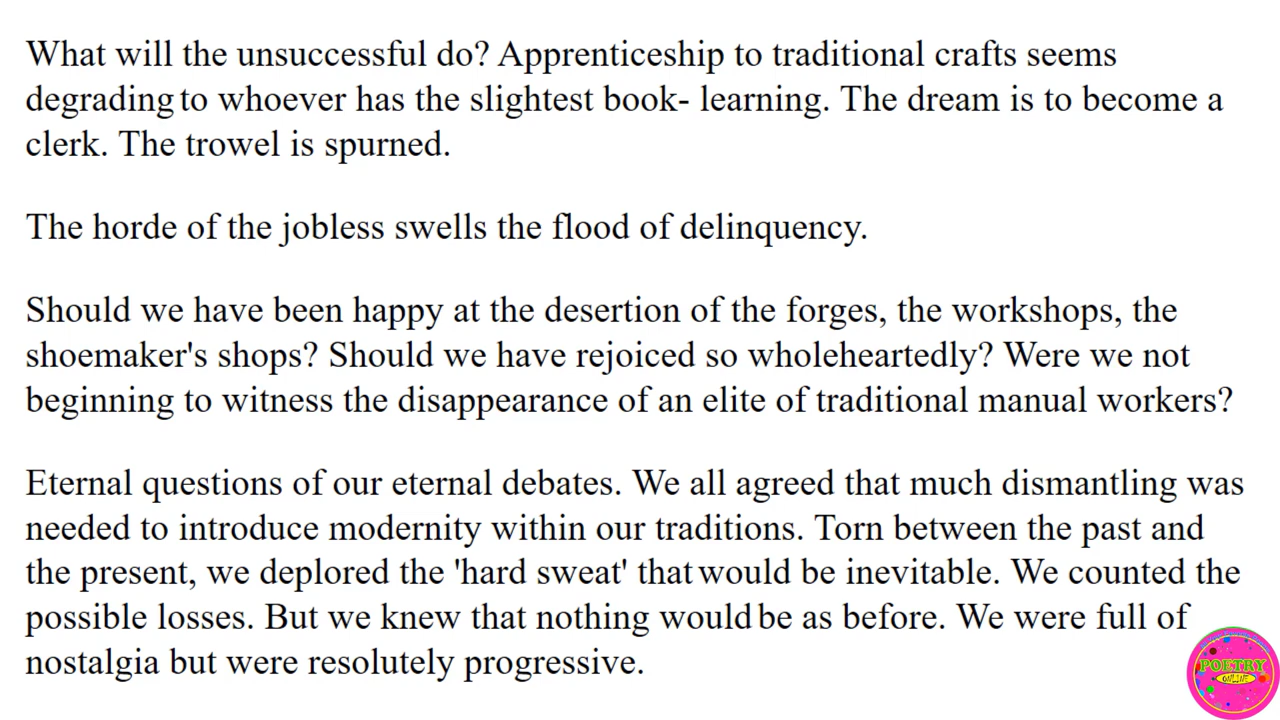 What will the unsuccessful do? Apprenticeship to traditional crafts seems
degrading to whoever has the slightest book- learning. The dream is to become a
clerk. The trowel is spurned.
The horde of the jobless swells the flood of delinquency.
Should we have been happy at the desertion of the forges, the workshops, the
shoemaker's shops? Should we have rejoiced so wholeheartedly? Were we not
beginning to witness the disappearance of an elite of traditional manual workers?
Eternal questions of our eternal debates. We all agreed that much dismantling was
needed to introduce modernity within our traditions. Torn between the past and
the present, we deplored the 'hard sweat' that would be inevitable. We counted the
possible losses. But we knew that nothing would be as before. We were full of
nostalgia but were resolutely progressive.
POETRY
ONLINE